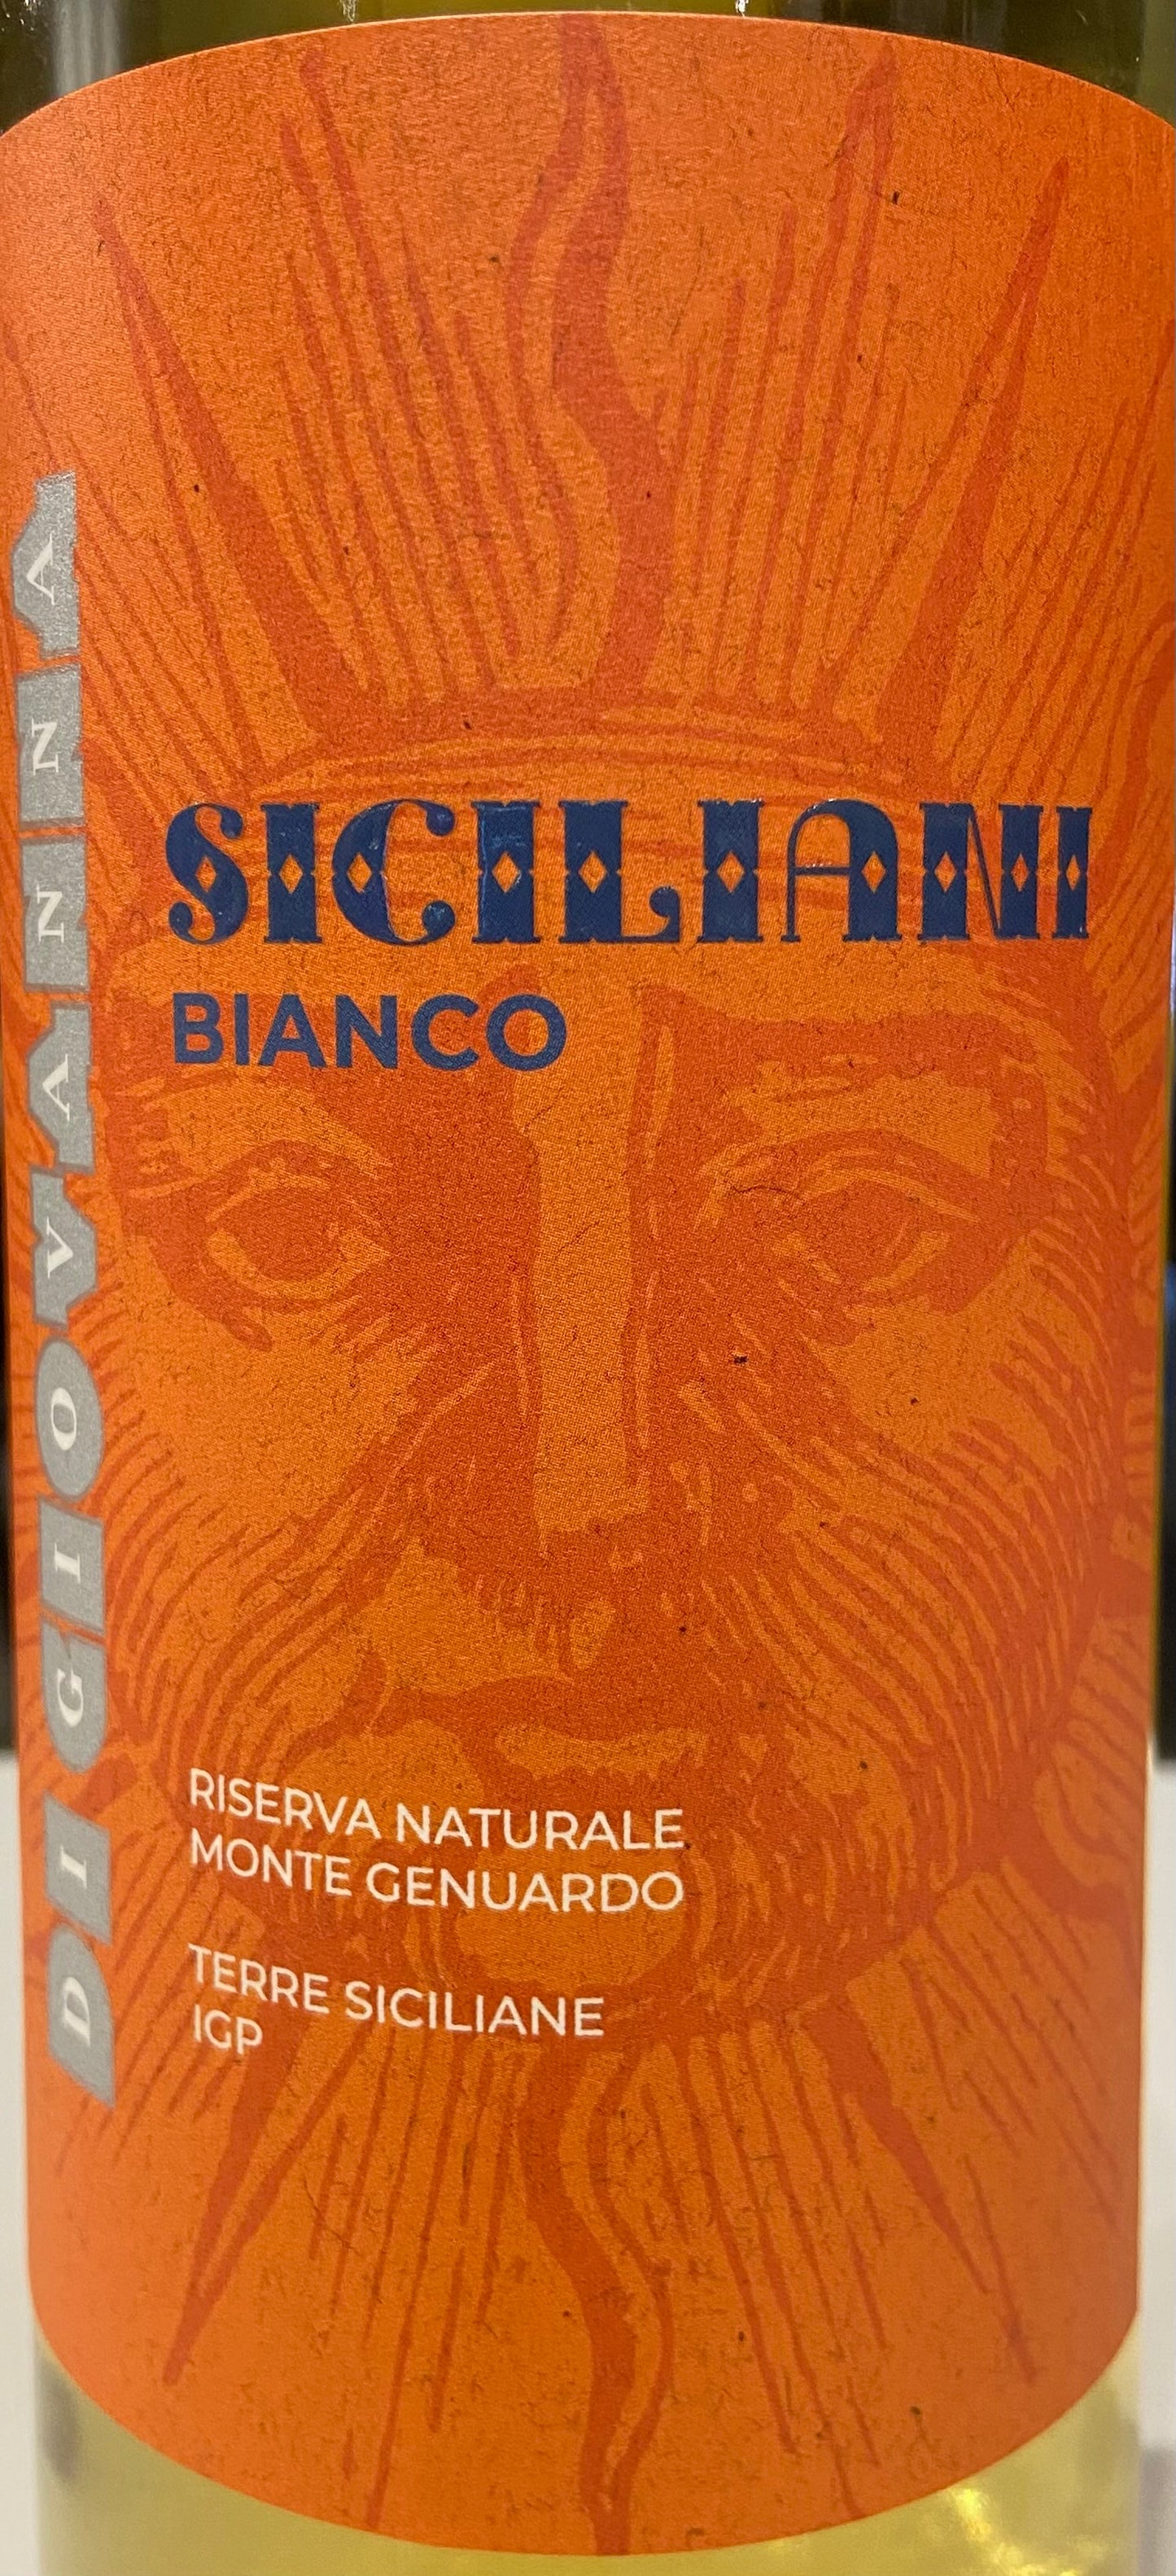 DI GIOVANNA
SICILIANI
BIANCO
RISERVA NATURALE
MONTE GENUARDO
TERRE SICILIANE
IGP